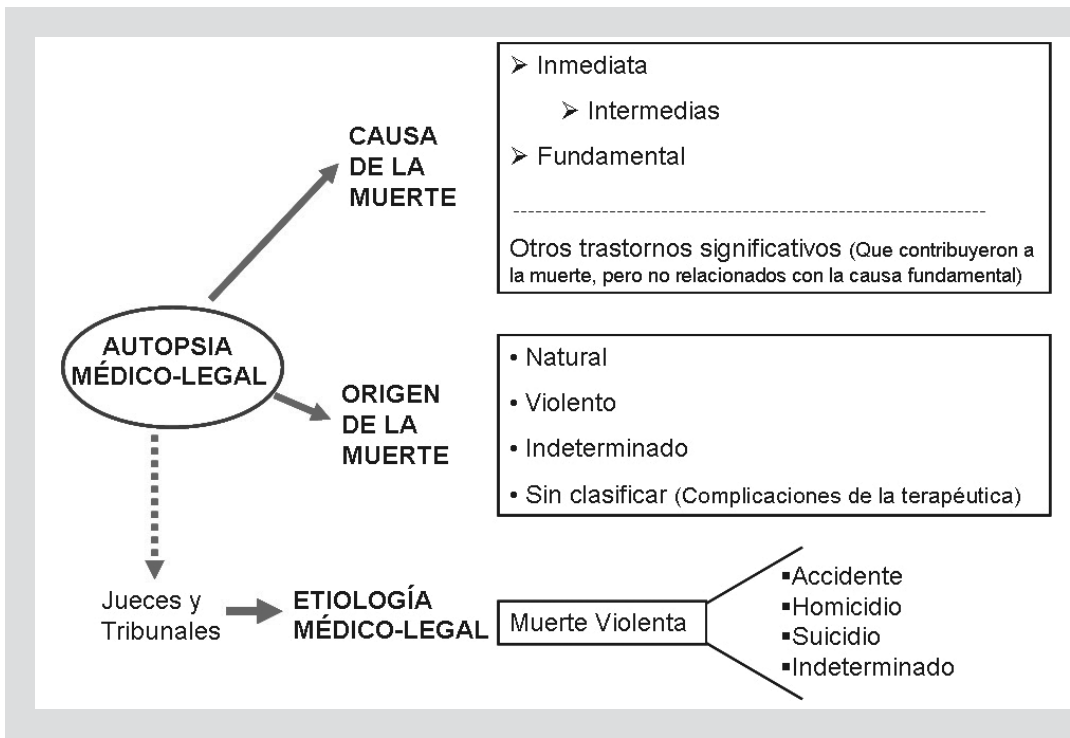 CAUSA
DE LA
MUERTE
➢ Inmediata
➢ Intermedias
➢ Fundamental
Otros trastornos significativos (Que contribuyeron a
la muerte, pero no relacionados con la causa fundamental)
AUTOPSIA
MÉDICO-LEGAL
ORIGEN
DE LA
MUERTE
• Natural
• Violento
• Indeterminado
• Sin clasificar (Complicaciones de la terapéutica)
Jueces y
Tribunales
ETIOLOGÍA
MÉDICO-LEGAL
Muerte Violenta
▪Accidente
▪Homicidio
▪Suicidio
▪Indeterminado